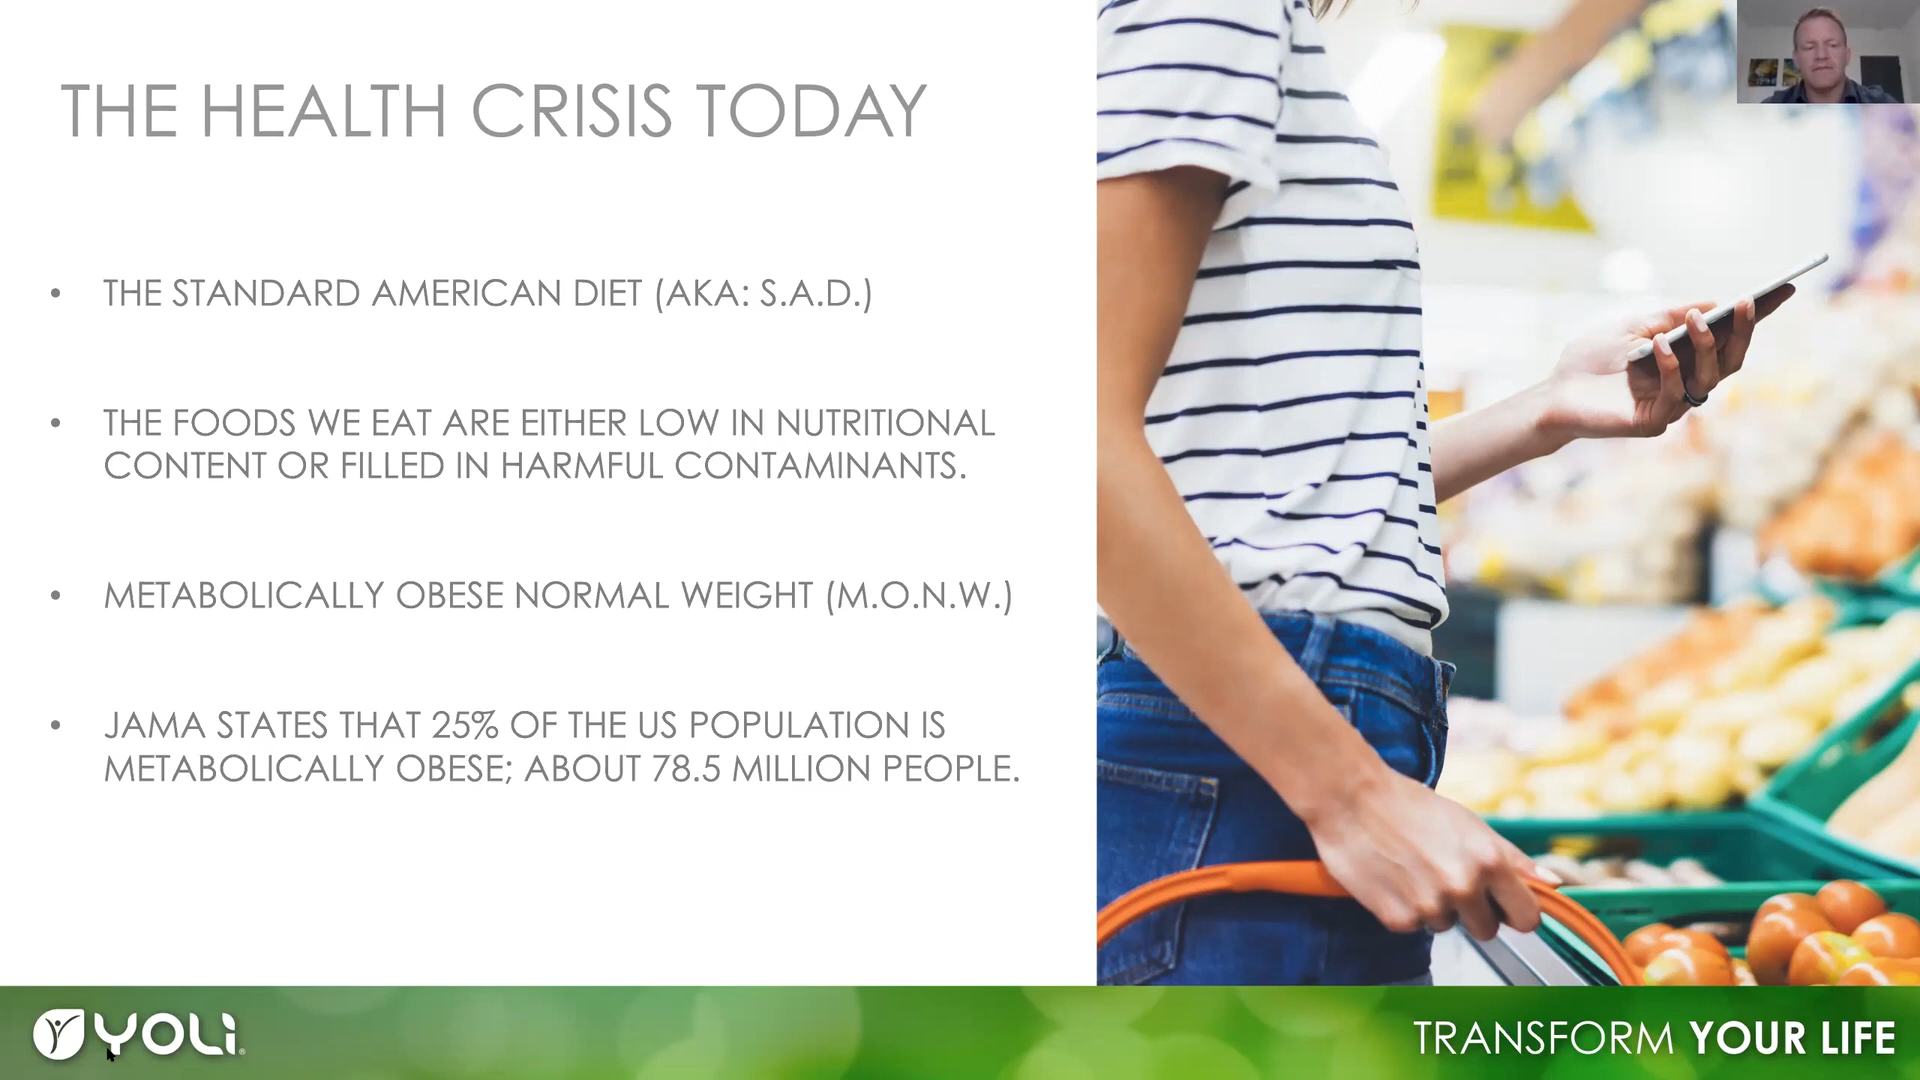 THE HEALTH CRISIS TODAY
• THE STANDARD AMERICAN DIET (AKA: S.A.D.)
• THE FOODS WE EAT ARE EITHER LOW IN NUTRITIONAL
CONTENT OR FILLED IN HARMFUL CONTAMINANTS.
• METABOLICALLY OBESE NORMAL WEIGHT (M.O.N.W.)
• JAMA STATES THAT 25% OF THE US POPULATION IS
METABOLICALLY OBESE; ABOUT 78.5 MILLION PEOPLE.
YOLi®
TRANSFORM YOUR LIFE